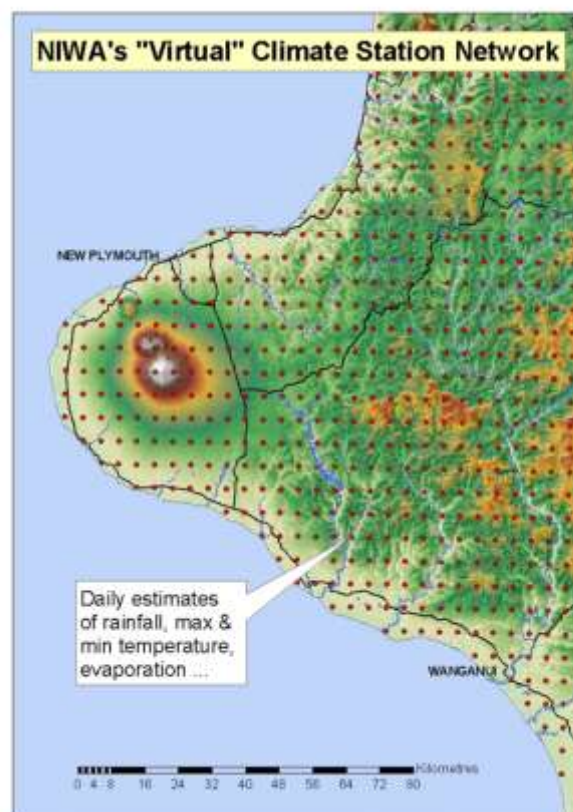 NIWA's "Virtual" Climate Station Network
NEW PLYMOUTH
Daily estimates
of rainfall, max &
min temperature,
evaporation ...
WANGANUI
Kilometres
0 4 8 16 24 32 40 48 56 64 72 80